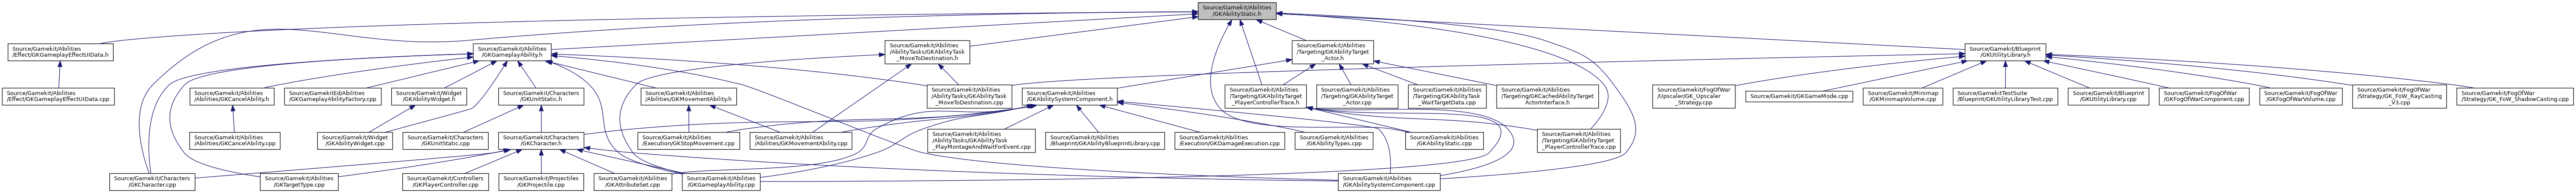 Source/Gamekit/Abilities
/GKAbilityStatic.h
Source/Gamekit/Abilities
/Effect/GKGameplayEffectUIData.h
Source/Gamekit/Abilities
/GKGameplayAbility.h
Source/Gamekit/Abilities
/AbilityTasks/GKAbilityTask
_MoveToDestination.h
Source/Gamekit/Abilities
/Targeting/GKAbilityTarget
_Actor.h
Source/Gamekit/Blueprint
/GKUtilityLibrary.h
Source/Gamekit/Abilities
/Effect/GKGameplayEffectUIData.cpp
Source/Gamekit/Abilities
/Abilities/GKCancelAbility.h
Source/GamekitEd/Abilities
/GKGameplayAbilityFactory.cpp
Source/Gamekit/Widget
/GKAbilityWidget.h
Source/Gamekit/Characters
/GKUnitStatic.h
Source/Gamekit/Abilities
/Abilities/GKMovementAbility.h
Source/Gamekit/Abilities
/AbilityTasks/GKAbilityTask
_MoveToDestination.cpp
Source/Gamekit/Abilities
/GKAbilitySystemComponent.h
Source/Gamekit/Abilities
/Targeting/GKAbilityTarget
_PlayerControllerTrace.h
Source/Gamekit/Abilities
/Targeting/GKAbilityTarget
_Actor.cpp
Source/Gamekit/Abilities
/AbilityTasks/GKAbilityTask
_WaitTargetData.cpp
Source/Gamekit/Abilities
/Targeting/GKCachedAbilityTarget
ActorInterface.h
Source/Gamekit/FogOfWar
/Upscaler/GK_Upscaler
_Strategy.cpp
Source/Gamekit/GKGameMode.cpp
Source/Gamekit/Minimap
/GKMinimapVolume.cpp
Source/GamekitTestSuite
/Blueprint/GKUtilityLibraryTest.cpp
Source/Gamekit/Blueprint
/GKUtilityLibrary.cpp
Source/Gamekit/FogOfWar
/GKFogOfWarComponent.cpp
Source/Gamekit/FogOfWar
/GKFogOfWarVolume.cpp
Source/Gamekit/FogOfWar
/Strategy/GK_FoW_RayCasting
_V3.cpp
Source/Gamekit/FogOfWar
/Strategy/GK_FoW_ShadowCasting.cpp
Source/Gamekit/Abilities
/Abilities/GKCancelAbility.cpp
Source/Gamekit/Widget
/GKAbilityWidget.cpp
Source/Gamekit/Characters
/GKUnitStatic.cpp
Source/Gamekit/Characters
/GKCharacter.h
Source/Gamekit/Abilities
/Execution/GKStopMovement.cpp
Source/Gamekit/Abilities
/Abilities/GKMovementAbility.cpp
Source/Gamekit/Abilities
/AbilityTasks/GKAbilityTask
_PlayMontageAndWaitForEvent.cpp
Source/Gamekit/Abilities
/Blueprint/GKAbilityBlueprintLibrary.cpp
Source/Gamekit/Abilities
/Execution/GKDamageExecution.cpp
Source/Gamekit/Abilities
/GKAbilityTypes.cpp
Source/Gamekit/Abilities
/GKAbilityStatic.cpp
Source/Gamekit/Abilities
/Targeting/GKAbilityTarget
_PlayerControllerTrace.cpp
Source/Gamekit/Characters
/GKCharacter.cpp
Source/Gamekit/Abilities
/GKTargetType.cpp
Source/Gamekit/Controllers
/GKPlayerController.cpp
Source/Gamekit/Projectiles
/GKProjectile.cpp
Source/Gamekit/Abilities
/GKAttributeSet.cpp
Source/Gamekit/Abilities
/GKGameplayAbility.cpp
Source/Gamekit/Abilities
/GKAbilitySystemComponent.cpp